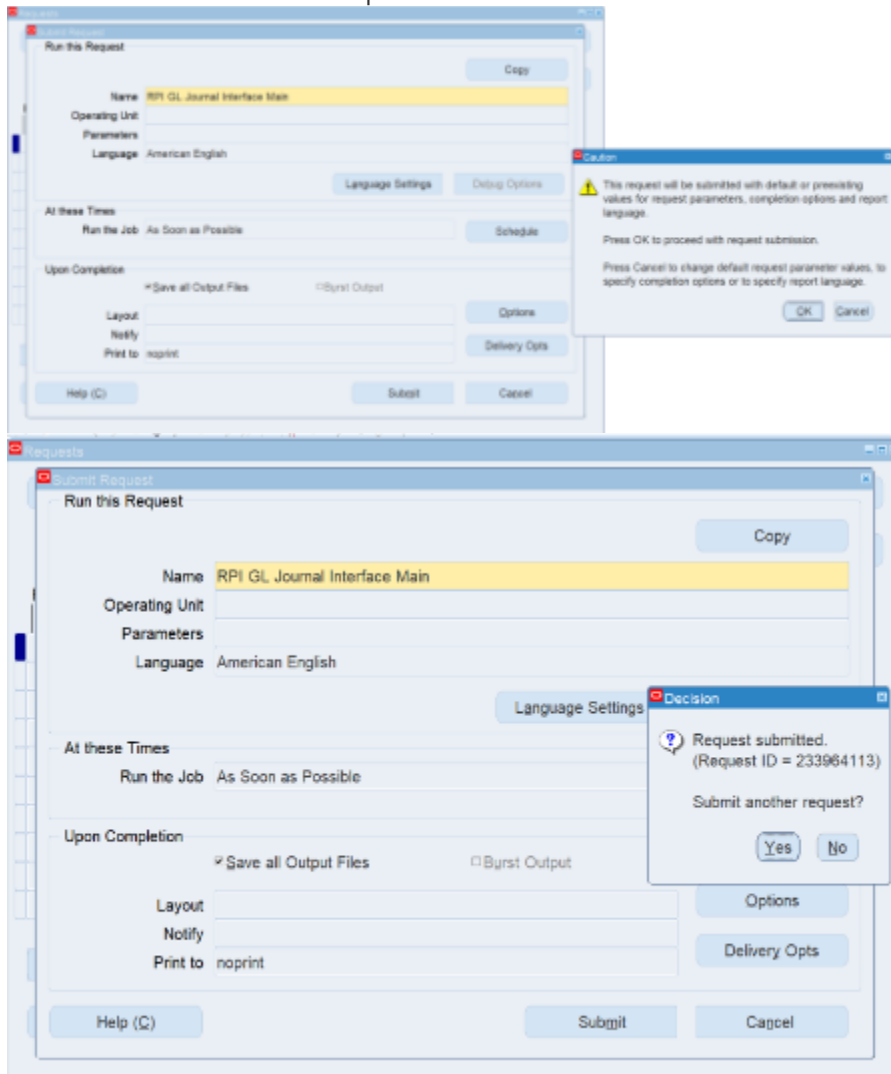 Requests
Submit Request
Run this Request
Copy
Name RPI GL Journal Interface Main
Operating Unit
Parameters
Language American English
Language Settings Debug Options
At these Times
Run the Job As Soon as Possible Schedule
Upon Completion
Save all Output Files Burst Output
Layout Options
Notify
Print to noprint Delivery Opts
Help (C) Submit Cancel
Caution
This request will be submitted with default or preexisting
values for request parameters, completion options and report
language.
Press OK to proceed with request submission.
Press Cancel to change default request parameter values, to
specify completion options or to specify report language.
OK Cancel
Requests
Submit Request
Run this Request
Copy
Name RPI GL Journal Interface Main
Operating Unit
Parameters
Language American English
Language Settings
At these Times
Run the Job As Soon as Possible
Upon Completion
Save all Output Files Burst Output
Layout Options
Notify
Print to noprint Delivery Opts
Help (C) Submit Cancel
Decision
Request submitted.
(Request ID = 233964113)
Submit another request?
Yes No